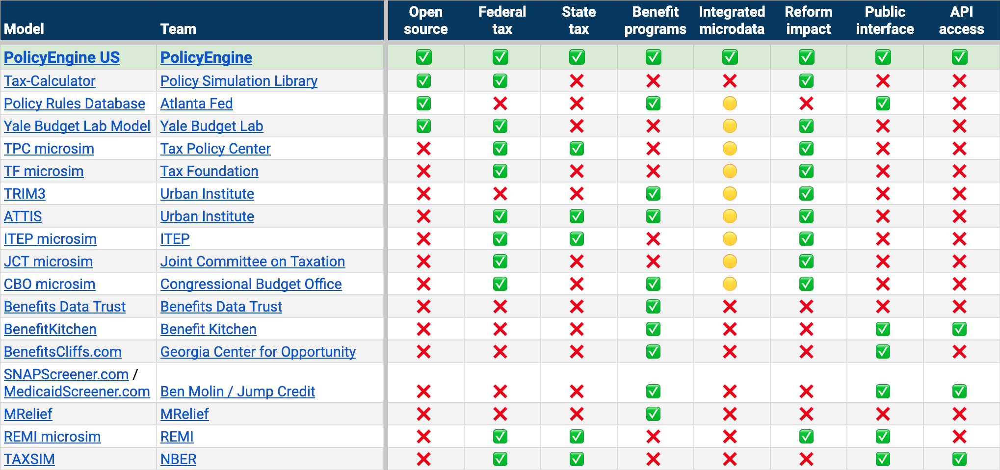 Model Team Open source Federal tax State tax Benefit programs Integrated microdata Reform impact Public interface API access
PolicyEngine US PolicyEngine ✅ ✅ ✅ ✅ ✅ ✅ ✅ ✅
Tax-Calculator Policy Simulation Library ✅ ✅ ❌ ❌ ❌ ✅ ❌ ❌
Policy Rules Database Atlanta Fed ✅ ❌ ❌ ✅ 🟡 ❌ ✅ ❌
Yale Budget Lab Model Yale Budget Lab ✅ ✅ ❌ ❌ 🟡 ✅ ❌ ❌
TPC microsim Tax Policy Center ❌ ✅ ✅ ❌ 🟡 ✅ ❌ ❌
TF microsim Tax Foundation ❌ ✅ ❌ ❌ 🟡 ✅ ❌ ❌
TRIM3 Urban Institute ❌ ❌ ❌ ✅ 🟡 ✅ ❌ ❌
ATTIS Urban Institute ❌ ✅ ✅ ✅ 🟡 ✅ ❌ ❌
ITEP microsim ITEP ❌ ✅ ✅ ❌ 🟡 ✅ ❌ ❌
JCT microsim Joint Committee on Taxation ❌ ✅ ❌ ❌ 🟡 ✅ ❌ ❌
CBO microsim Congressional Budget Office ❌ ✅ ❌ ✅ 🟡 ✅ ❌ ❌
Benefits Data Trust Benefits Data Trust ❌ ❌ ❌ ✅ ❌ ❌ ❌ ❌
BenefitKitchen Benefit Kitchen ❌ ❌ ❌ ✅ ❌ ❌ ✅ ✅
BenefitsCliffs.com Georgia Center for Opportunity ❌ ❌ ❌ ✅ ❌ ❌ ✅ ❌
SNAPScreener.com /
MedicaidScreener.com Ben Molin / Jump Credit ❌ ❌ ❌ ✅ ❌ ❌ ✅ ✅
MRelief MRelief ❌ ❌ ❌ ✅ ❌ ❌ ❌ ❌
REMI microsim REMI ❌ ✅ ✅ ❌ ❌ ✅ ✅ ❌
TAXSIM NBER ❌ ✅ ✅ ❌ ❌ ❌ ✅ ✅